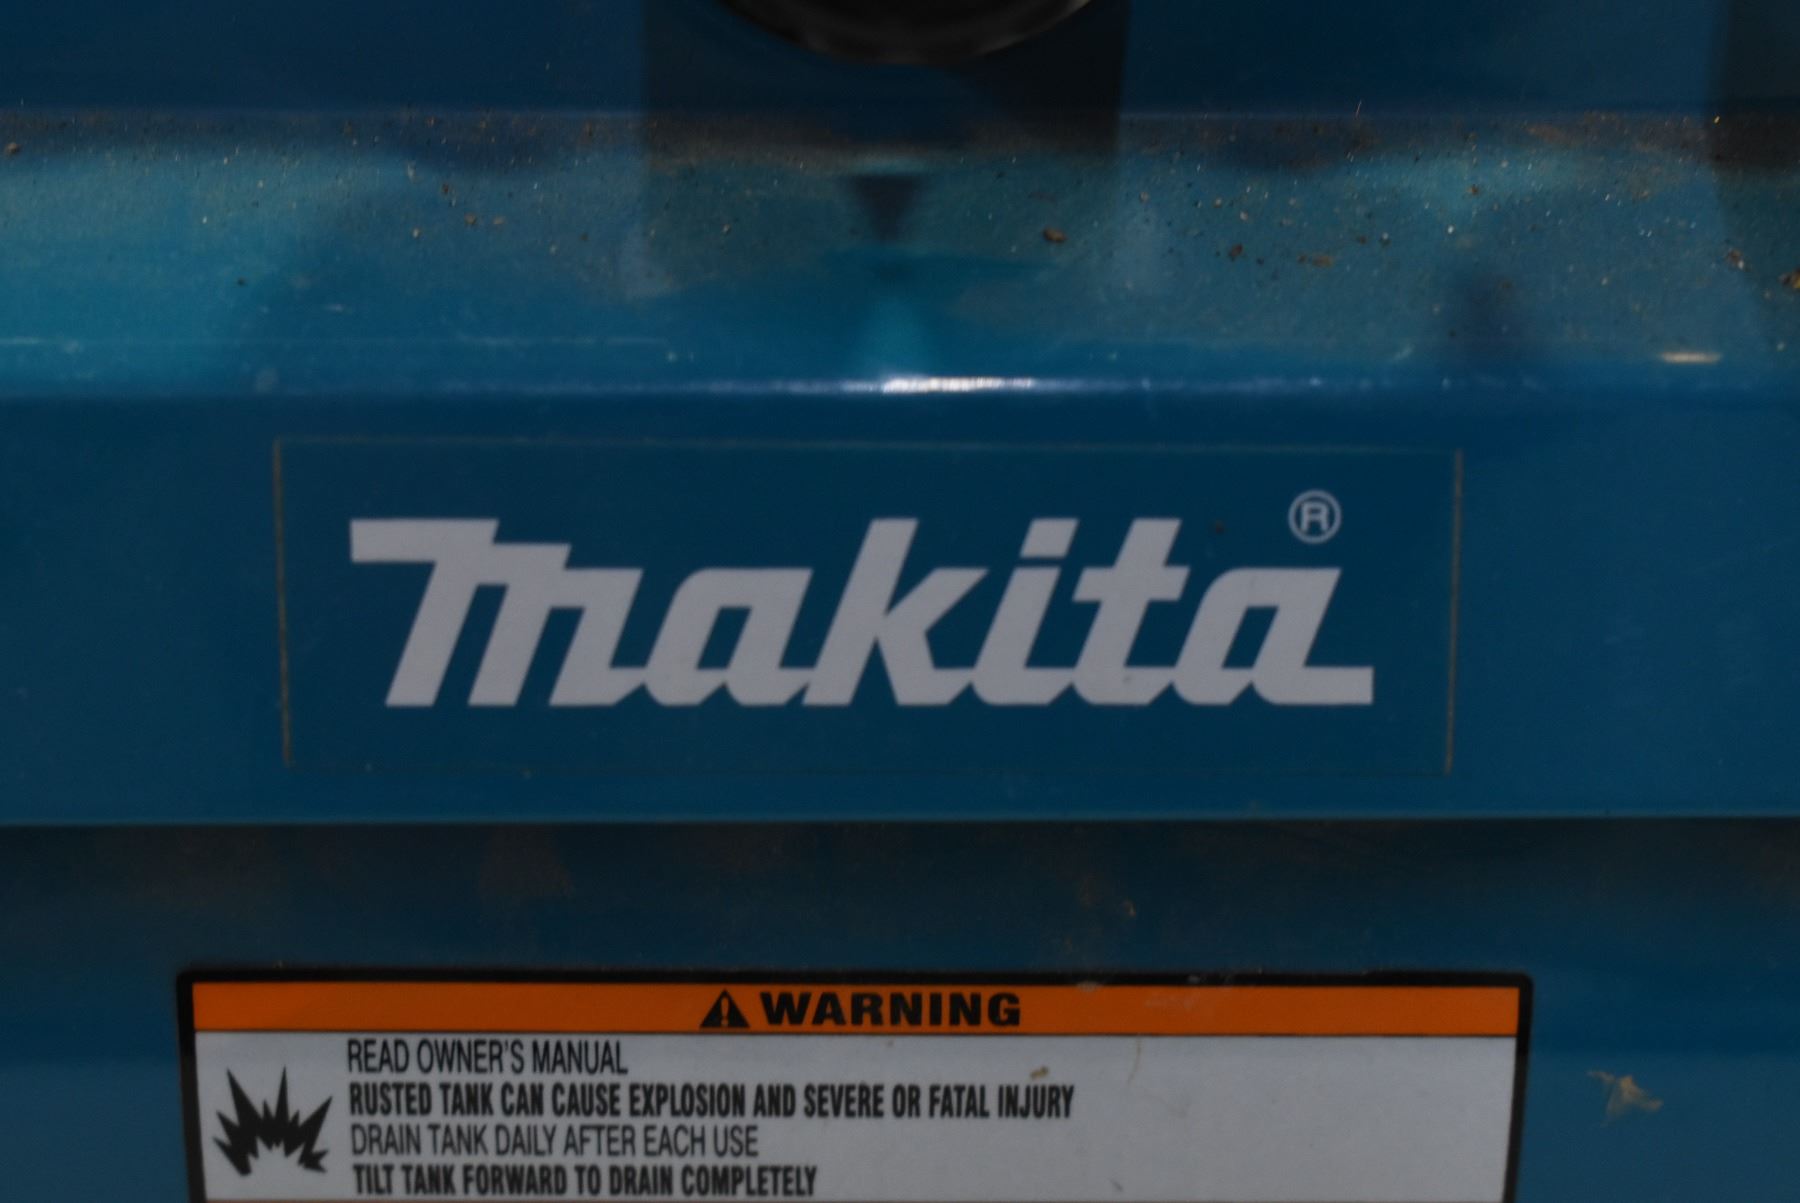 makita®
WARNING
READ OWNER'S MANUAL
RUSTED TANK CAN CAUSE EXPLOSION AND SEVERE OR FATAL INJURY
DRAIN TANK DAILY AFTER EACH USE
TILT TANK FORWARD TO DRAIN COMPLETELY